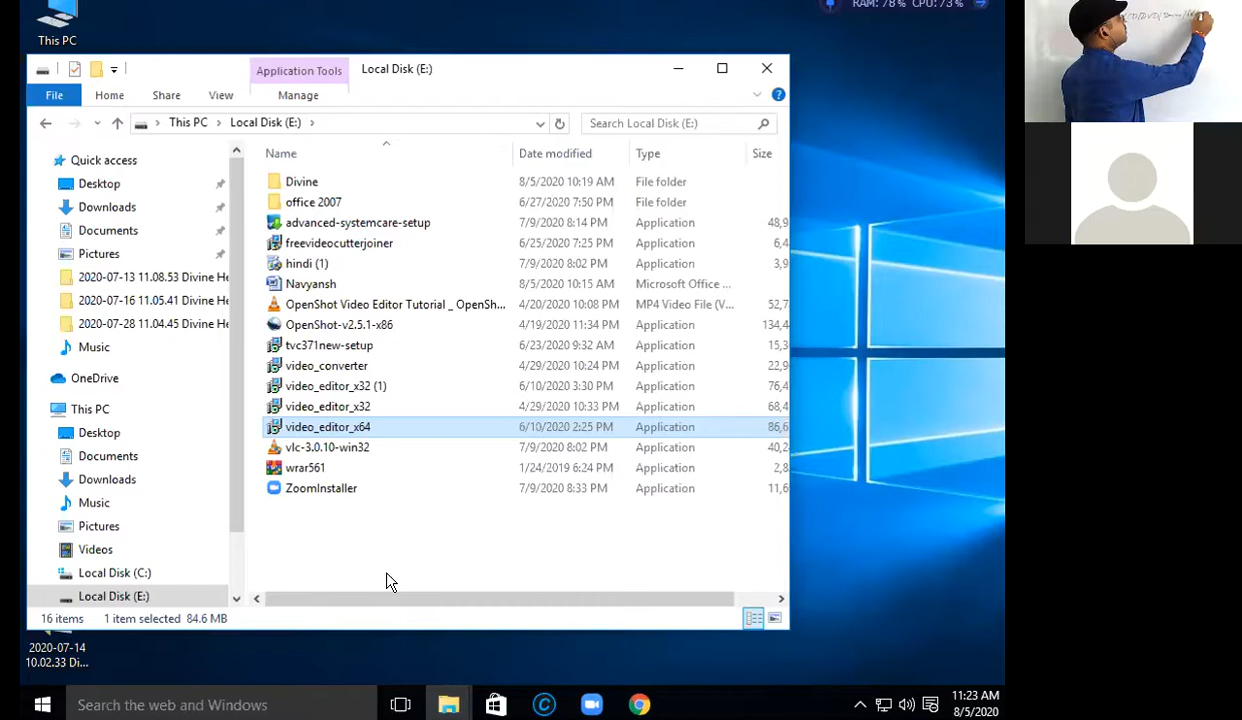 This PC
RAM: 78% CPU: 73%
Application Tools
Local Disk (E:)
File
Home
Share
View
Manage
This PC
Local Disk (E:)
Search Local Disk (E:)
Name
Date modified
Type
Size
Quick access
Desktop
Downloads
Documents
Pictures
2020-07-13 11.08.53 Divine He
2020-07-16 11.05.41 Divine He
2020-07-28 11.04.45 Divine He
Music
OneDrive
This PC
Desktop
Documents
Downloads
Music
Pictures
Videos
Local Disk (C:)
Local Disk (E:)
Divine 8/5/2020 10:19 AM File folder
office 2007 6/27/2020 7:50 PM File folder
advanced-systemcare-setup 7/9/2020 8:14 PM Application 48,9
freevideocutterjoiner 6/25/2020 7:25 PM Application 6,4
hindi (1) 7/9/2020 8:02 PM Application 3,9
Navyansh 8/5/2020 10:15 AM Microsoft Office ...
OpenShot Video Editor Tutorial _ OpenSh... 4/20/2020 10:08 PM MP4 Video File (V... 52,7
OpenShot-v2.5.1-x86 4/19/2020 11:34 PM Application 134,4
tvc371new-setup 6/23/2020 9:32 AM Application 15,3
video_converter 4/29/2020 10:24 PM Application 22,9
video_editor_x32 (1) 6/10/2020 3:30 PM Application 76,4
video_editor_x32 4/29/2020 10:33 PM Application 68,4
video_editor_x64 6/10/2020 2:25 PM Application 86,6
vlc-3.0.10-win32 7/9/2020 8:02 PM Application 40,2
wrar561 1/24/2019 6:24 PM Application 2,8
ZoomInstaller 7/9/2020 8:33 PM Application 11,6
16 items
1 item selected 84.6 MB
2020-07-14
10.02.33 Di...
Search the web and Windows
11:23 AM
8/5/2020